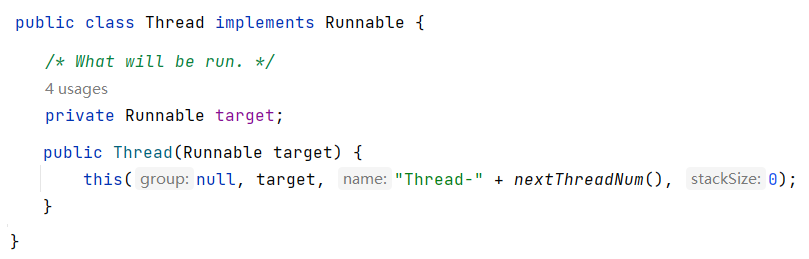 public class Thread implements Runnable {
/* What will be run. */
4 usages
private Runnable target;
public Thread(Runnable target) {
this( group: null, target, name: "Thread-" + nextThreadNum(), stackSize: 0);
}
}